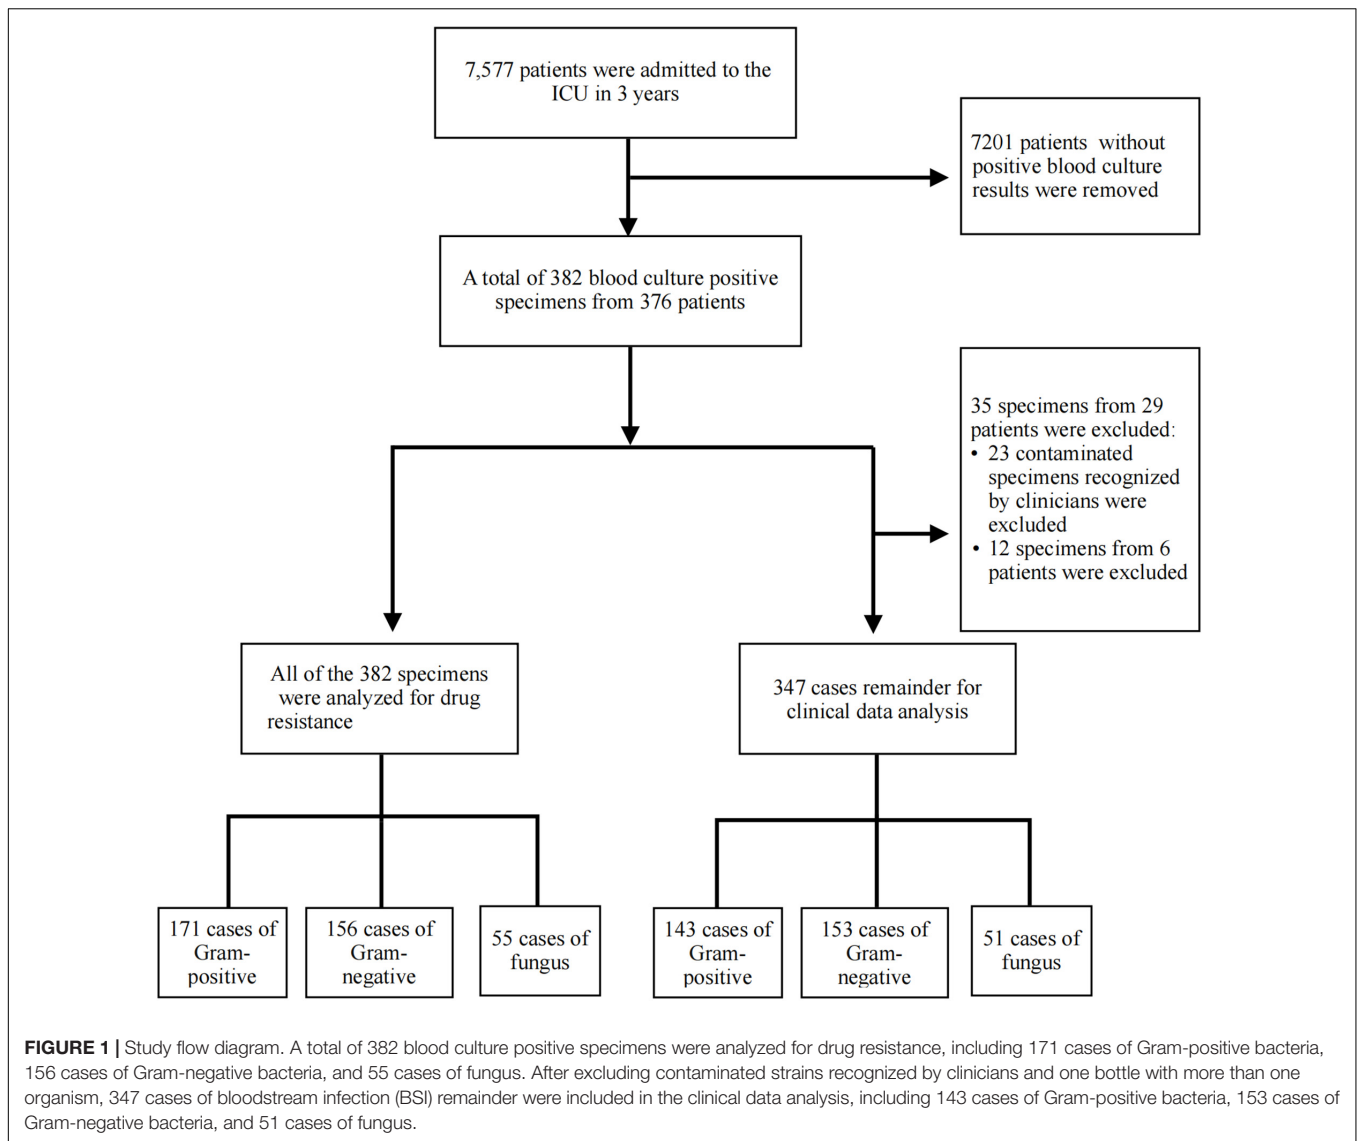 7,577 patients were admitted to the
ICU in 3 years
7201 patients without
positive blood culture
results were removed
A total of 382 blood culture positive
specimens from 376 patients
35 specimens from 29
patients were excluded:
• 23 contaminated
specimens recognized
by clinicians were
excluded
• 12 specimens from 6
patients were excluded
All of the 382 specimens
were analyzed for drug
resistance
347 cases remainder for
clinical data analysis
171 cases of
Gram-
positive
156 cases of
Gram-
negative
55 cases of
fungus
143 cases of
Gram-
positive
153 cases of
Gram-
negative
51 cases of
fungus
FIGURE 1 | Study flow diagram. A total of 382 blood culture positive specimens were analyzed for drug resistance, including 171 cases of Gram-positive bacteria,
156 cases of Gram-negative bacteria, and 55 cases of fungus. After excluding contaminated strains recognized by clinicians and one bottle with more than one
organism, 347 cases of bloodstream infection (BSI) remainder were included in the clinical data analysis, including 143 cases of Gram-positive bacteria, 153 cases of
Gram-negative bacteria, and 51 cases of fungus.